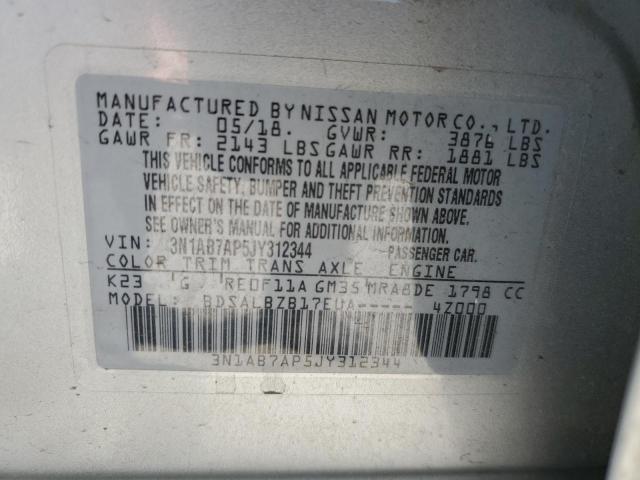 MANUFACTURED BY NISSAN MOTOR CO., LTD.
DATE: 05/18. GVWR: 3876 LBS
GAWR FR: 2143 LBS GAWR RR: 1881 LBS
THIS VEHICLE CONFORMS TO ALL APPLICABLE FEDERAL MOTOR
VEHICLE SAFETY, BUMPER AND THEFT PREVENTION STANDARDS
IN EFFECT ON THE DATE OF MANUFACTURE SHOWN ABOVE.
SEE OWNER'S MANUAL FOR ADDITIONAL INFORMATION.
VIN: 3N1AB7AP5JY312344 PASSENGER CAR.
COLOR TRIM TRANS AXLE ENGINE
K23 'G 'RE0F11A GM35 MRA8DE 1798 CC
MODEL: BDSALBZB17EUA----- 4Z000
3N1AB7AP5JY312344